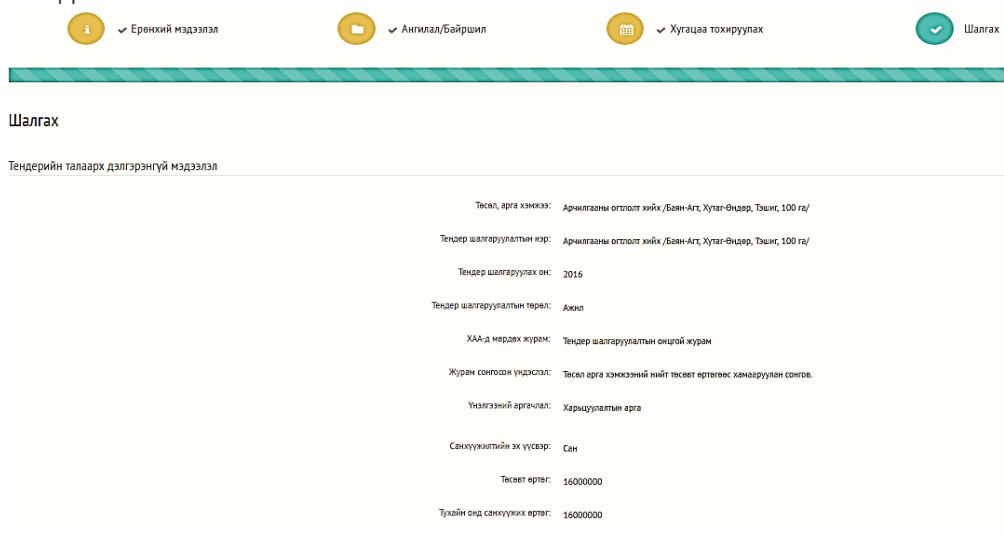 Ерөнхий мэдээлэл
Ангилал/Байршил
Хугацаа тохируулах
Шалгах
Шалгах
Тендерийн талаарх дэлгэрэнгүй мэдээлэл
Төсөл, арга хэмжээ: Арчилгааны огтлолт хийх /Баян-Агт, Хутаг-Өндөр, Тэшиг, 100 га/
Тендер шалгаруулалтын нэр: Арчилгааны огтлолт хийх /Баян-Агт, Хутаг-Өндөр, Тэшиг, 100 га/
Тендер шалгаруулах он: 2016
Тендер шалгаруулалтын төрөл: Ажил
ХАА-д мөрдөх журам: Тендер шалгаруулалтын онцгой журам
Журам сонгосон үндэслэл: Төсөл арга хэмжээний нийт төсөвт өртөгөөс хамааруулан сонгов.
Үнэлгээний аргачлал: Харьцуулалтын арга
Санхүүжилтийн эх үүсвэр: Сан
Төсөвт өртөг: 16000000
Тухайн онд санхүүжих өртөг: 16000000